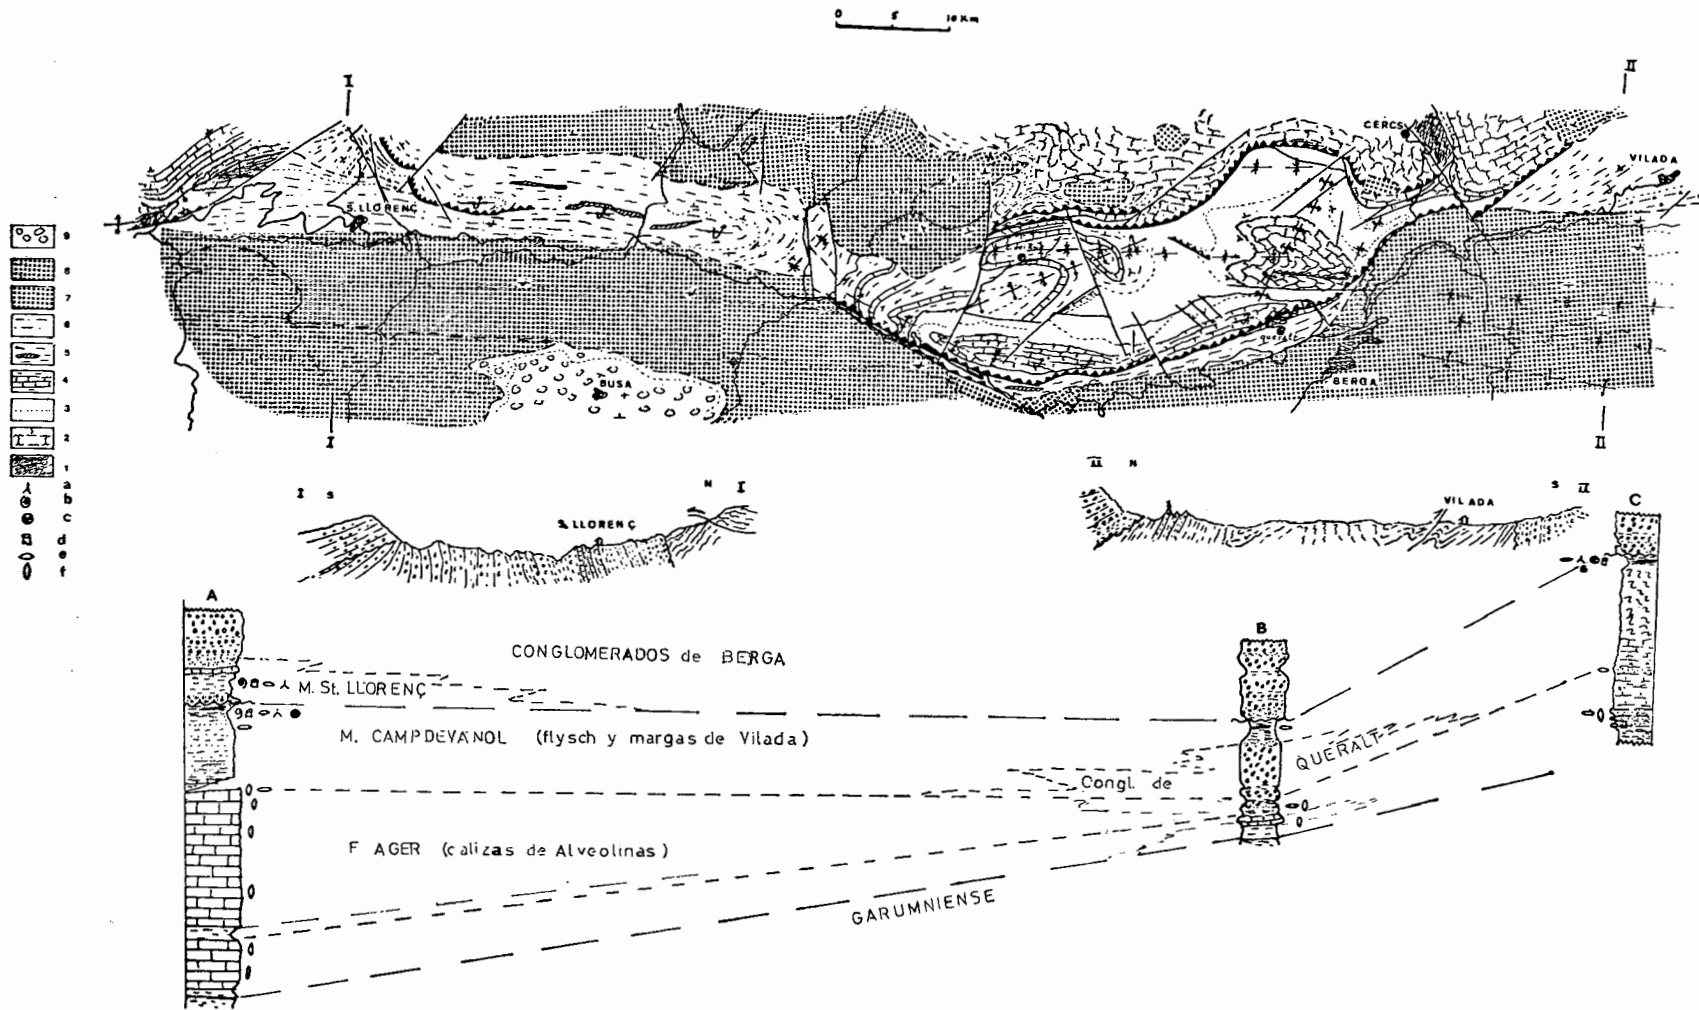 0 5 10 Km
I
II
CERCS
VILADA
S. LLORENÇ
9
8
7
6
5
4
3
2
1
a
b
c
d
e
f
BUSA
queralt
BERGA
I
II
I S
N I
S. LLORENÇ
II N
S II
VILADA
C
A
B
CONGLOMERADOS de BERGA
M. St. LLORENÇ
M. CAMPDEVANOL (flysch y margas de Vilada)
Congl. de
QUERALT
F AGER (calizas de Alveolinas)
GARUMNIENSE